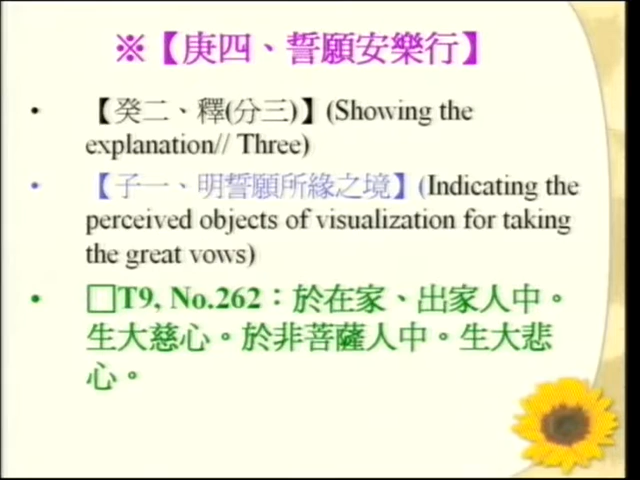 ※【庚四、誓願安樂行】
• 【癸二、釋(分三)】(Showing the
explanation// Three)
• 【子一、明誓願所緣之境】(Indicating the
perceived objects of visualization for taking
the great vows)
• □T9, No.262：於在家、出家人中。
生大慈心。於非菩薩人中。生大悲
心。